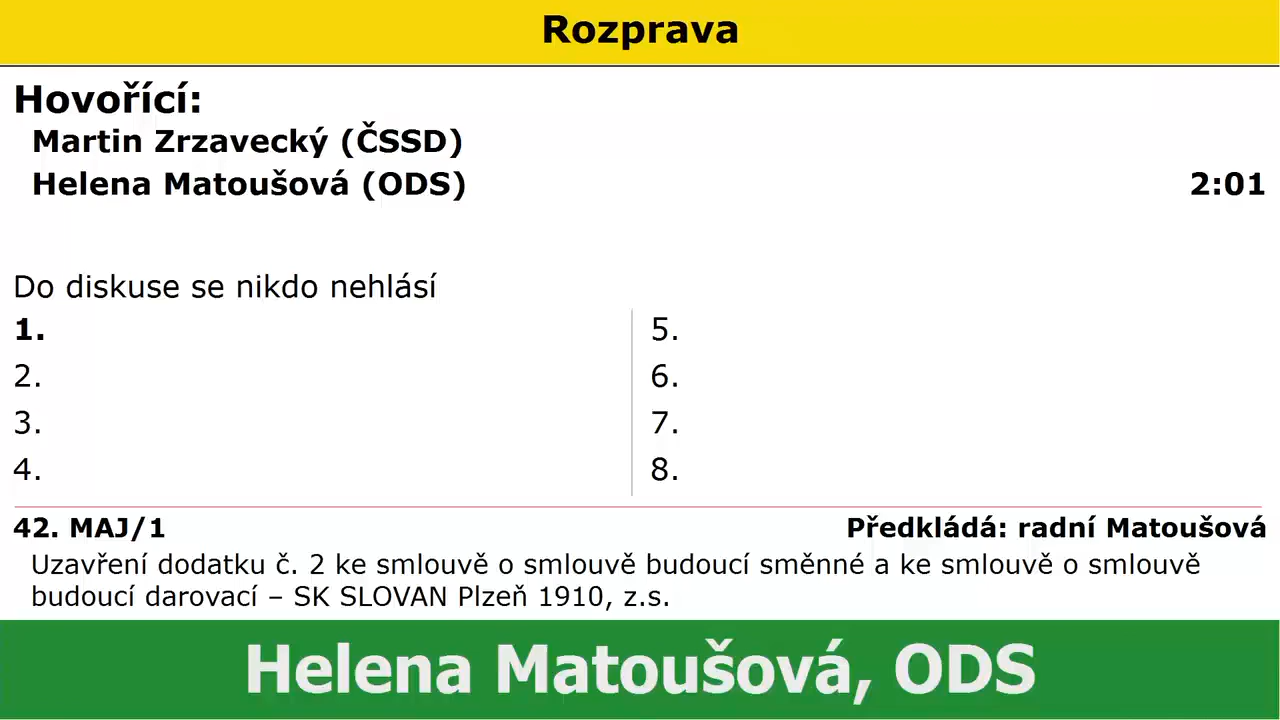 Rozprava
Hovořící:
Martin Zrzavecký (ČSSD)
Helena Matoušová (ODS) 2:01
Do diskuse se nikdo nehlásí
1. 5.
2. 6.
3. 7.
4. 8.
42. MAJ/1 Předkládá: radní Matoušová
Uzavření dodatku č. 2 ke smlouvě o smlouvě budoucí směnné a ke smlouvě o smlouvě
budoucí darovací – SK SLOVAN Plzeň 1910, z.s.
Helena Matoušová, ODS